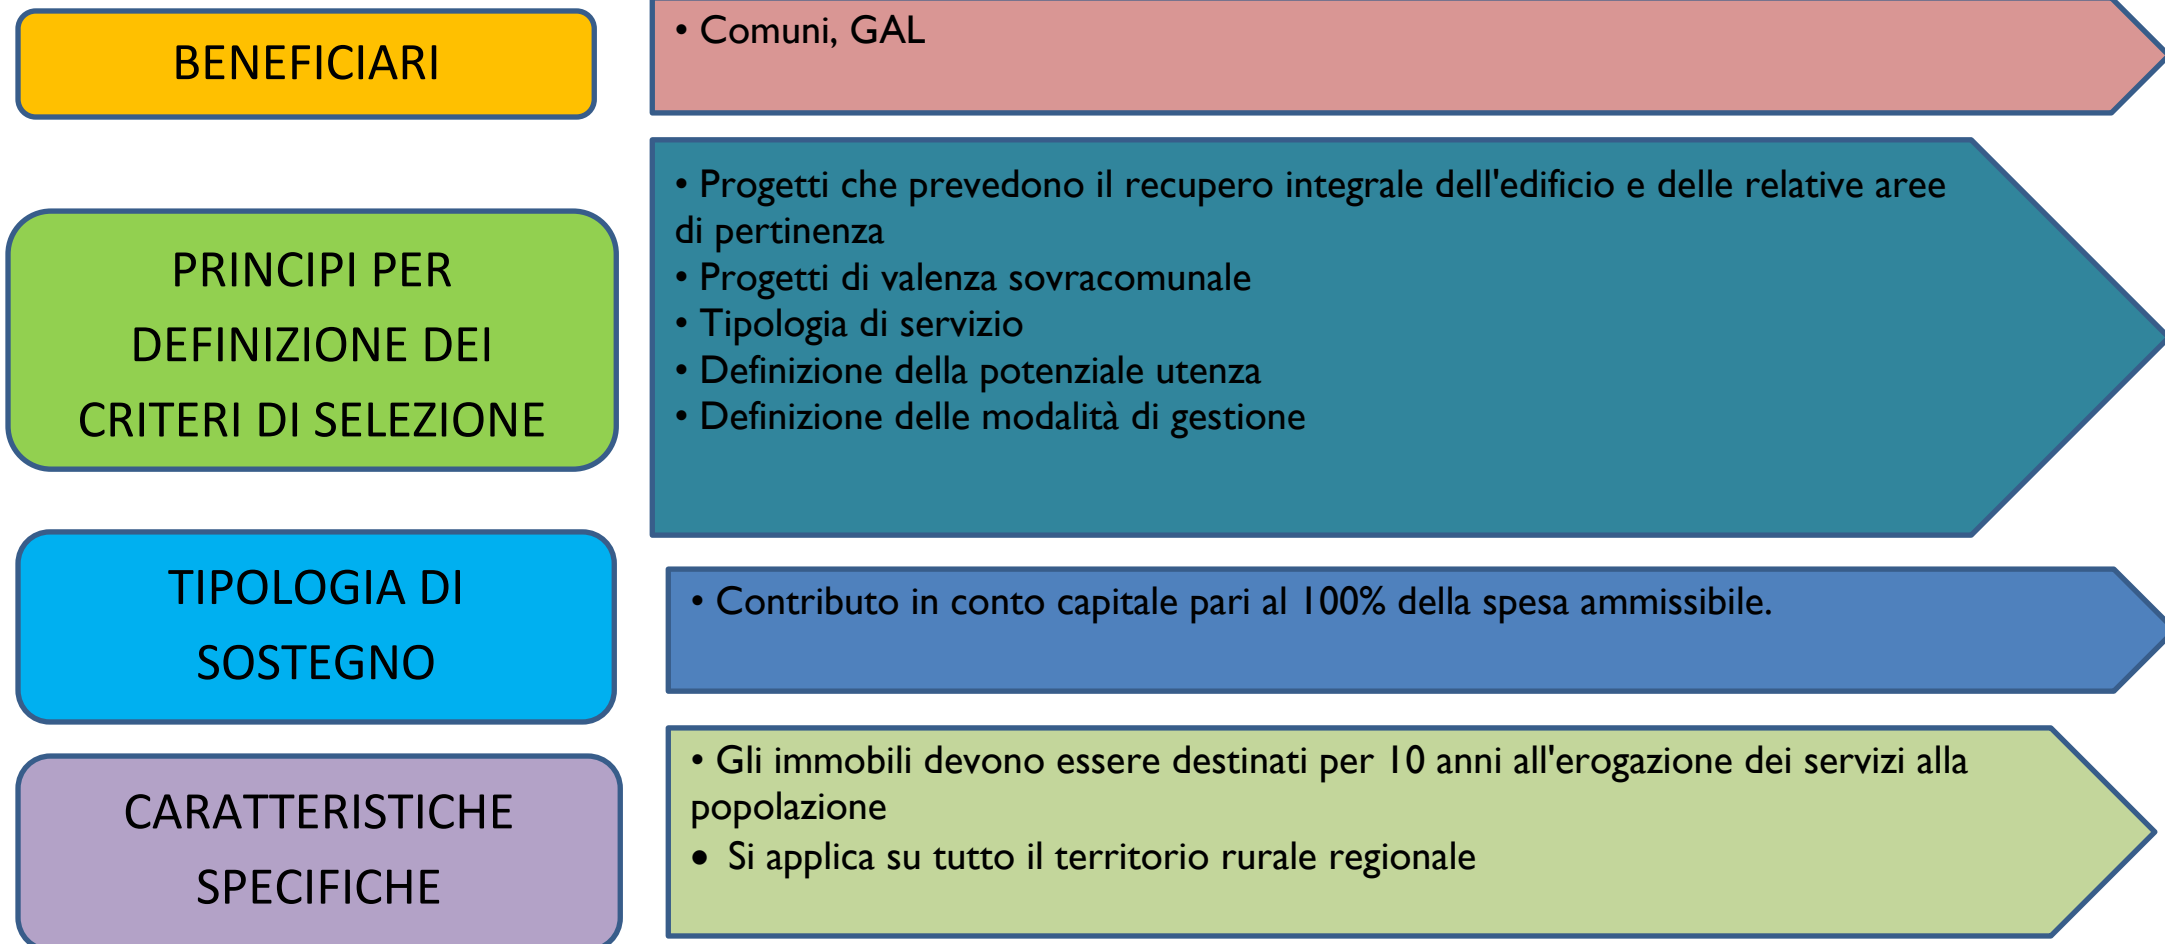 BENEFICIARI
• Comuni, GAL
PRINCIPI PER
DEFINIZIONE DEI
CRITERI DI SELEZIONE
• Progetti che prevedono il recupero integrale dell'edificio e delle relative aree
di pertinenza
• Progetti di valenza sovracomunale
• Tipologia di servizio
• Definizione della potenziale utenza
• Definizione delle modalità di gestione
TIPOLOGIA DI
SOSTEGNO
• Contributo in conto capitale pari al 100% della spesa ammissibile.
CARATTERISTICHE
SPECIFICHE
• Gli immobili devono essere destinati per 10 anni all'erogazione dei servizi alla
popolazione
• Si applica su tutto il territorio rurale regionale